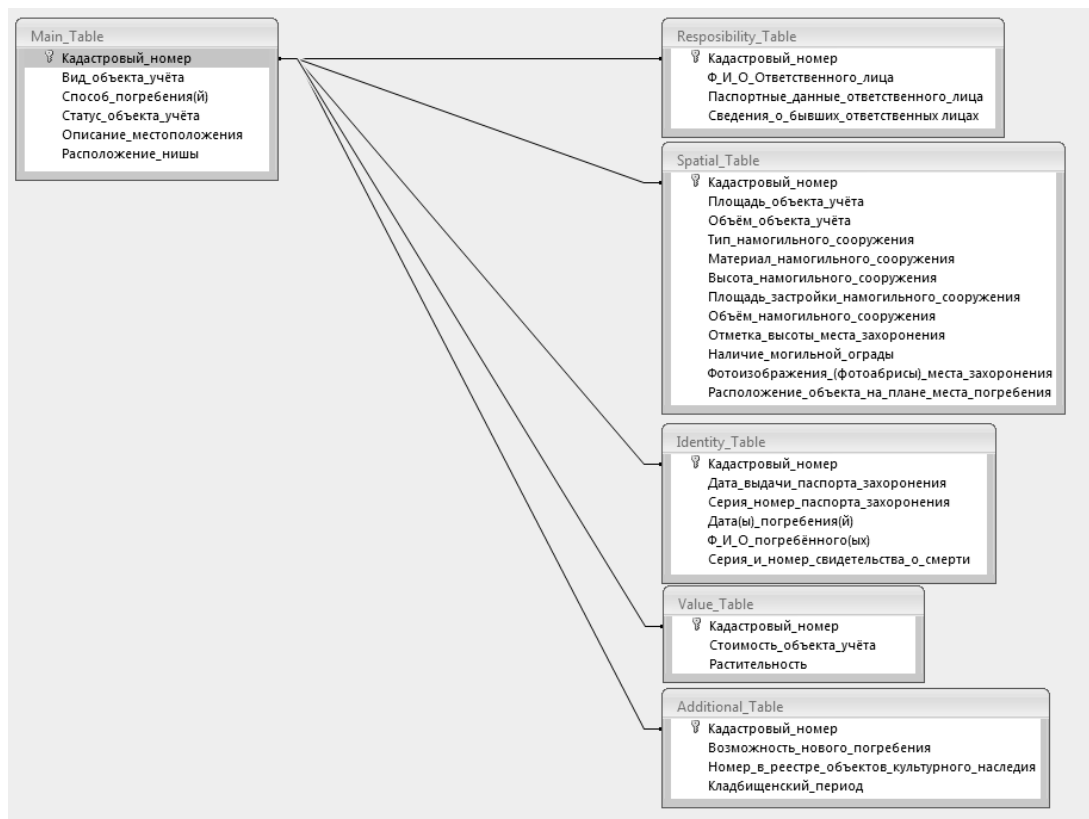 Main_Table
Кадастровый_номер
Вид_объекта_учёта
Способ_погребения(й)
Статус_объекта_учёта
Описание_местоположения
Расположение_нишы
Resposibility_Table
Кадастровый_номер
Ф_И_О_Ответственного_лица
Паспортные_данные_ответственного_лица
Сведения_о_бывших_ответственных лицах
Spatial_Table
Кадастровый_номер
Площадь_объекта_учёта
Объём_объекта_учёта
Тип_намогильного_сооружения
Материал_намогильного_сооружения
Высота_намогильного_сооружения
Площадь_застройки_намогильного_сооружения
Объём_намогильного_сооружения
Отметка_высоты_места_захоронения
Наличие_могильной_ограды
Фотоизображения_(фотоабрисы)_места_захоронения
Расположение_объекта_на_плане_места_погребения
Identity_Table
Кадастровый_номер
Дата_выдачи_паспорта_захоронения
Серия_номер_паспорта_захоронения
Дата(ы)_погребения(й)
Ф_И_О_погребённого(ых)
Серия_и_номер_свидетельства_о_смерти
Value_Table
Кадастровый_номер
Стоимость_объекта_учёта
Растительность
Additional_Table
Кадастровый_номер
Возможность_нового_погребения
Номер_в_реестре_объектов_культурного_наследия
Кладбищенский_период